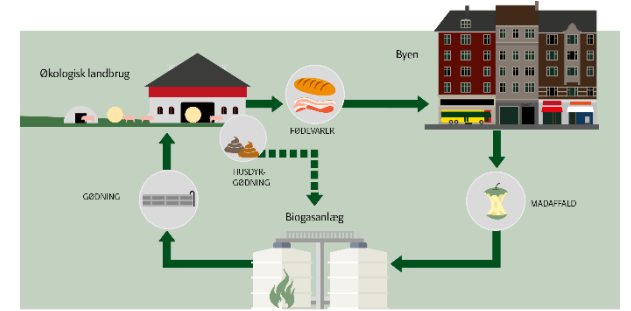 Økologisk landbrug
Byen
FØDEVARER
HUSDYR-
GØDNING
GØDNING
MADAFFALD
Biogasanlæg